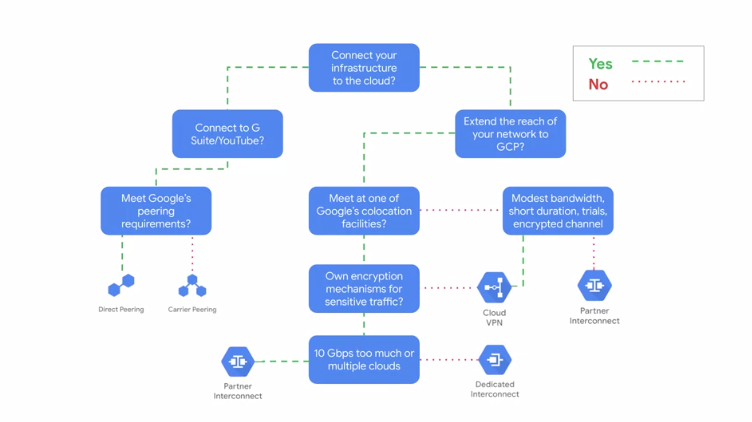 Connect your
infrastructure
to the cloud?
Yes
No
Connect to G
Suite/YouTube?
Extend the reach of
your network to
GCP?
Meet Google's
peering
requirements?
Meet at one of
Google's colocation
facilities?
Modest bandwidth,
short duration, trials,
encrypted channel
Own encryption
mechanisms for
sensitive traffic?
Direct Peering
Carrier Peering
Cloud
VPN
Partner
Interconnect
10 Gbps too much or
multiple clouds
Partner
Interconnect
Dedicated
Interconnect